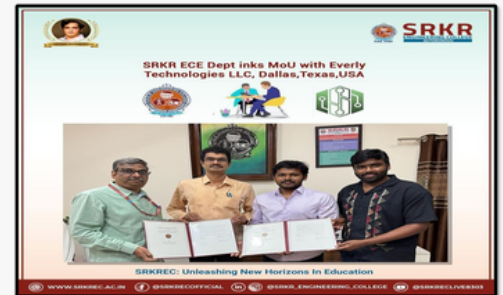 SRKR
SRKR ECE Dept inks MoU with Everly
Technologies LLC, Dallas,Texas,USA
SRKREC: Unleashing New Horizons In Education
WWW.SRKREC.AC.IN
@SRKRECOFFICIAL
@SRKR_ENGINEERING_COLLEGE
@SRKRECLIVE8303